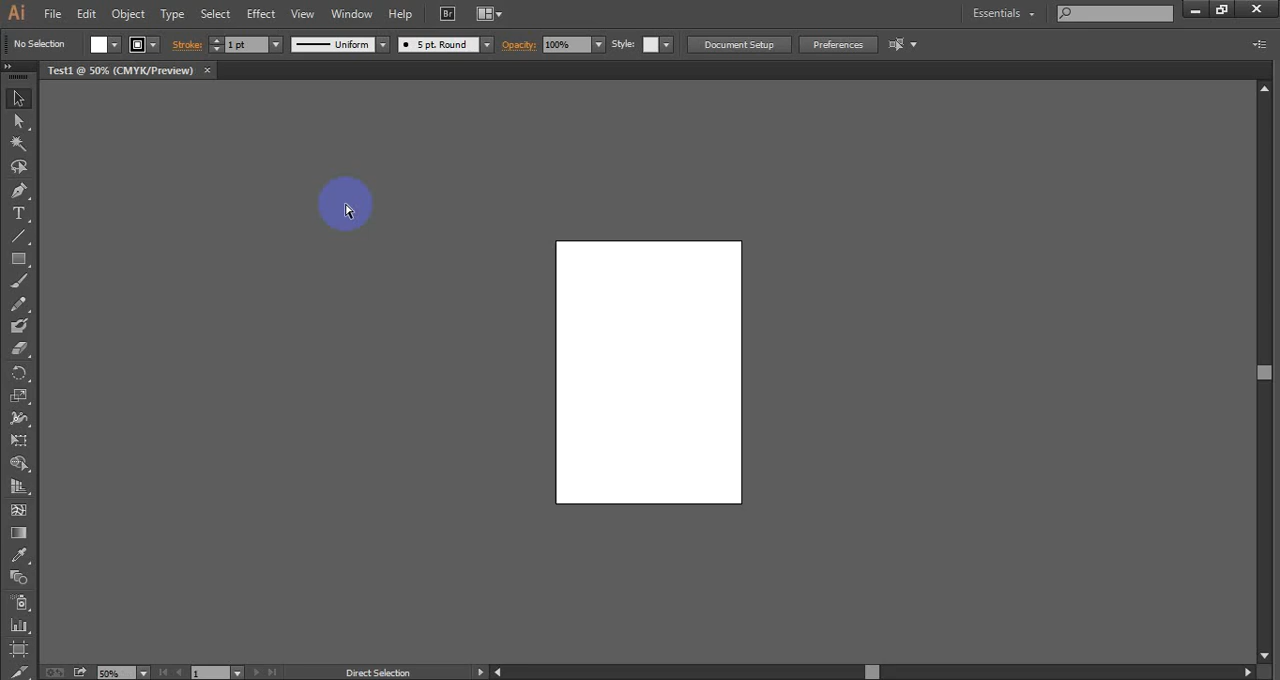 Ai File Edit Object Type Select Effect View Window Help Br Essentials
No Selection Stroke: 1 pt Uniform 5 pt. Round Opacity: 100% Style: Document Setup Preferences
Test1 @ 50% (CMYK/Preview) ×
T
50% 1 Direct Selection